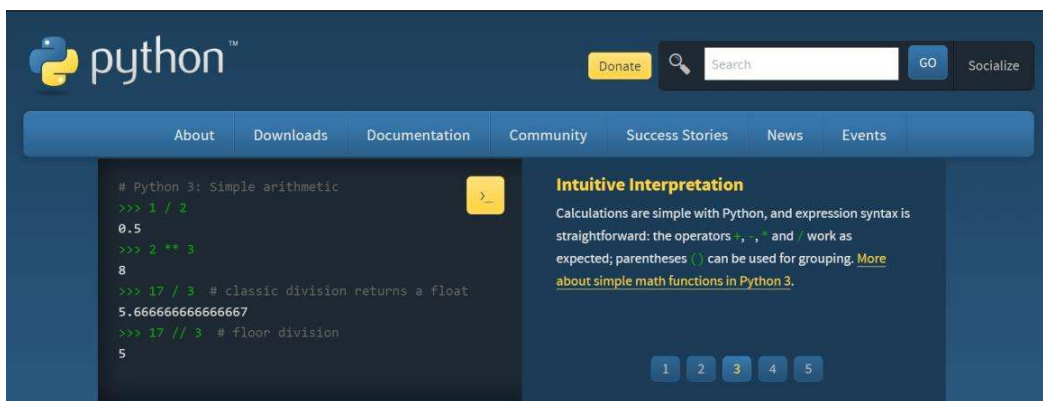 python™
Donate
Search
GO
Socialize
About Downloads Documentation Community Success Stories News Events
# Python 3: Simple arithmetic
>>> 1 / 2
0.5
>>> 2 ** 3
8
>>> 17 / 3  # classic division returns a float
5.666666666666667
>>> 17 // 3  # floor division
5
>_
Intuitive Interpretation
Calculations are simple with Python, and expression syntax is
straightforward: the operators +, -, * and / work as
expected; parentheses () can be used for grouping. More
about simple math functions in Python 3.
1 2 3 4 5